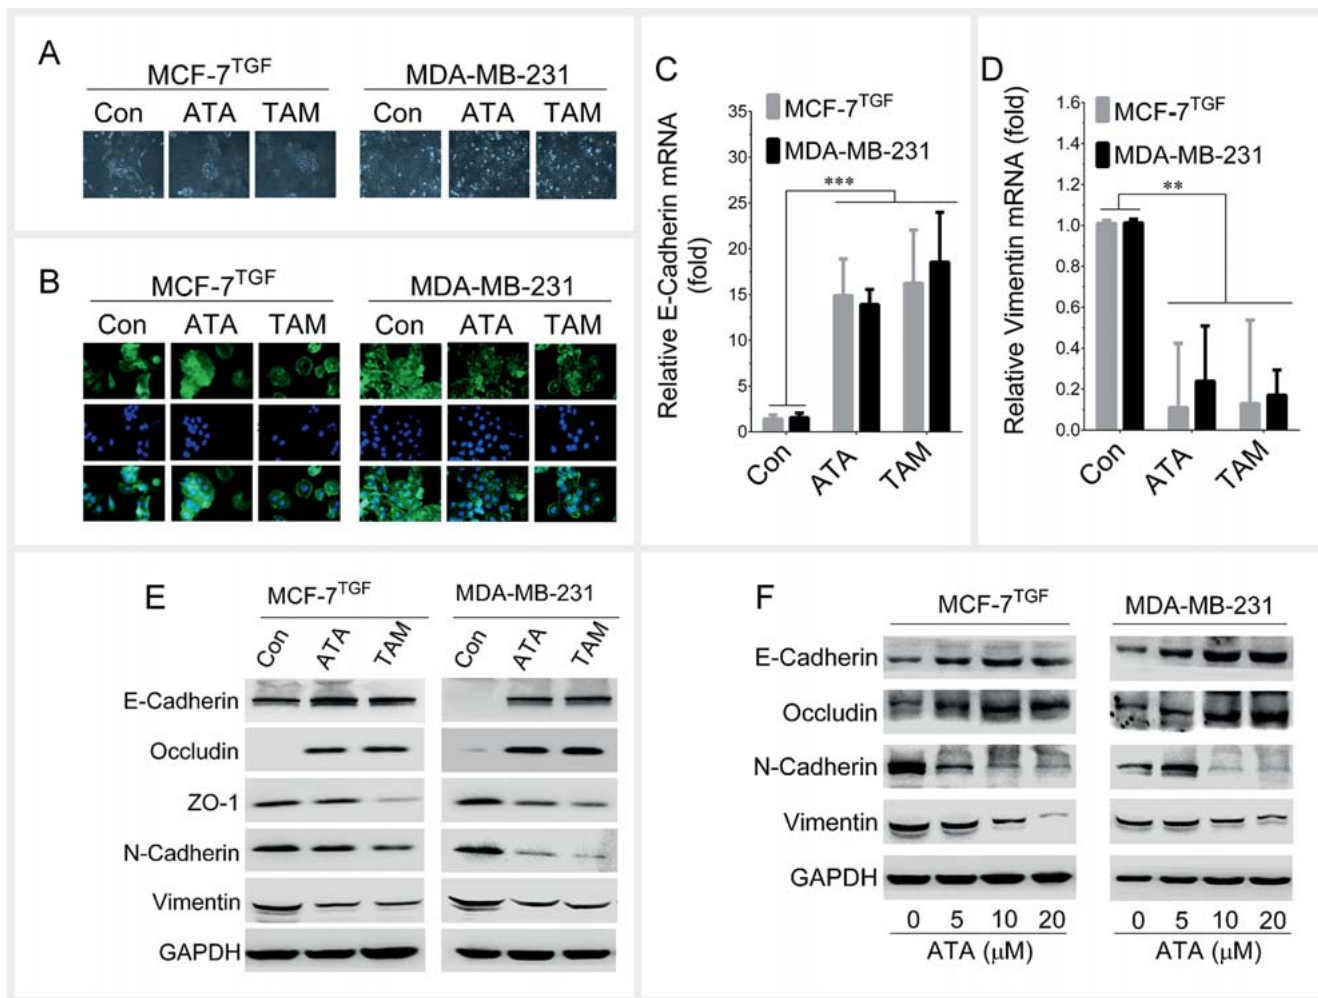 A
MCF-7TGF MDA-MB-231
Con ATA TAM Con ATA TAM
B
MCF-7TGF MDA-MB-231
Con ATA TAM Con ATA TAM
C
MCF-7TGF
MDA-MB-231
Relative E-Cadherin mRNA
(fold)
35
30
25
20
15
10
5
0
***
Con ATA TAM
D
MCF-7TGF
MDA-MB-231
Relative Vimentin mRNA (fold)
1.6
1.4
1.2
1.0
0.8
0.6
0.4
0.2
0.0
**
Con ATA TAM
E
MCF-7TGF MDA-MB-231
Con ATA TAM Con ATA TAM
E-Cadherin
Occludin
ZO-1
N-Cadherin
Vimentin
GAPDH
F
MCF-7TGF MDA-MB-231
E-Cadherin
Occludin
N-Cadherin
Vimentin
GAPDH
0 5 10 20 0 5 10 20
ATA (μM) ATA (μM)